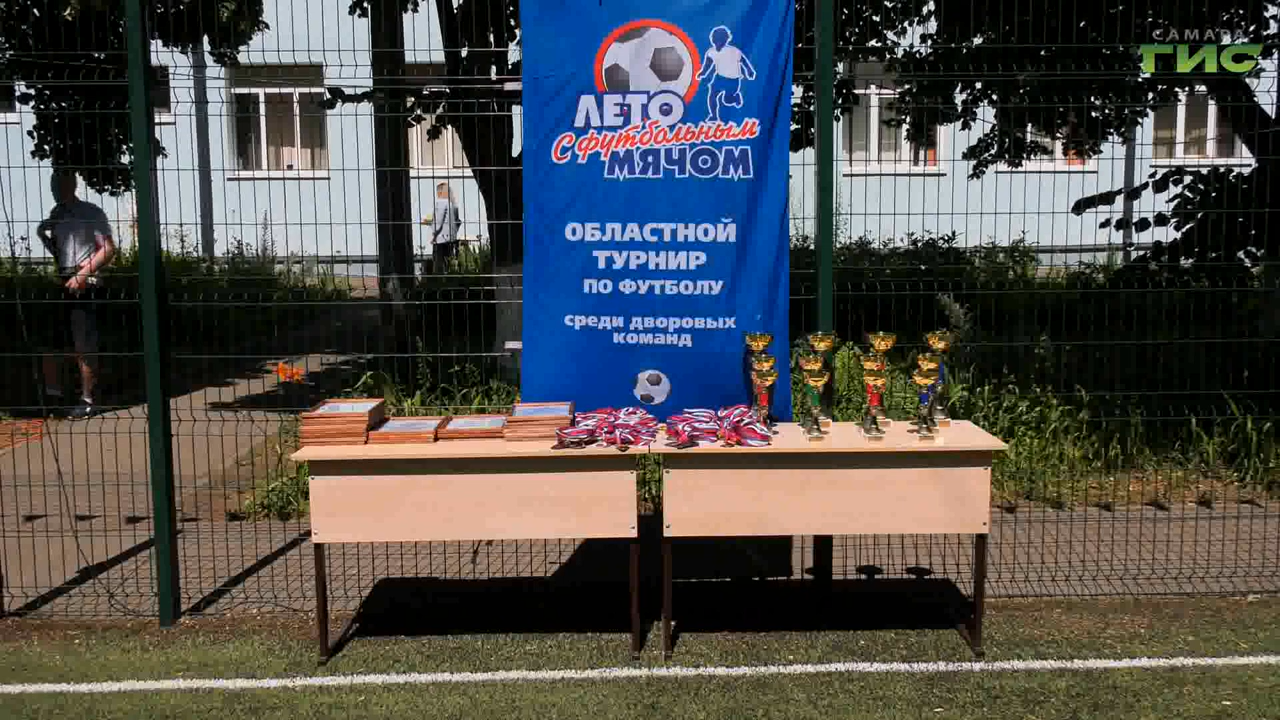 САМАРА
ГИС
ЛЕТО
с футбольным
МЯЧОМ
ОБЛАСТНОЙ
ТУРНИР
ПО ФУТБОЛУ
среди дворовых
команд